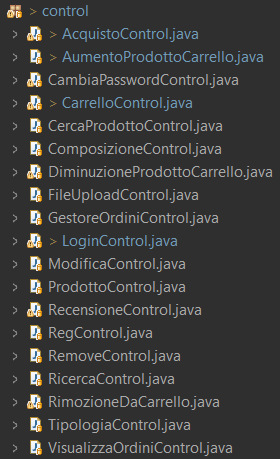 > control
> > AcquistoControl.java
> > AumentoProdottoCarrello.java
> CambiaPasswordControl.java
> > CarrelloControl.java
> CercaProdottoControl.java
> ComposizioneControl.java
> DiminuzioneProdottoCarrello.java
> FileUploadControl.java
> GestoreOrdiniControl.java
> > LoginControl.java
> ModificaControl.java
> ProdottoControl.java
> RecensioneControl.java
> RegControl.java
> RemoveControl.java
> RicercaControl.java
> RimozioneDaCarrello.java
> TipologiaControl.java
> VisualizzaOrdiniControl.java